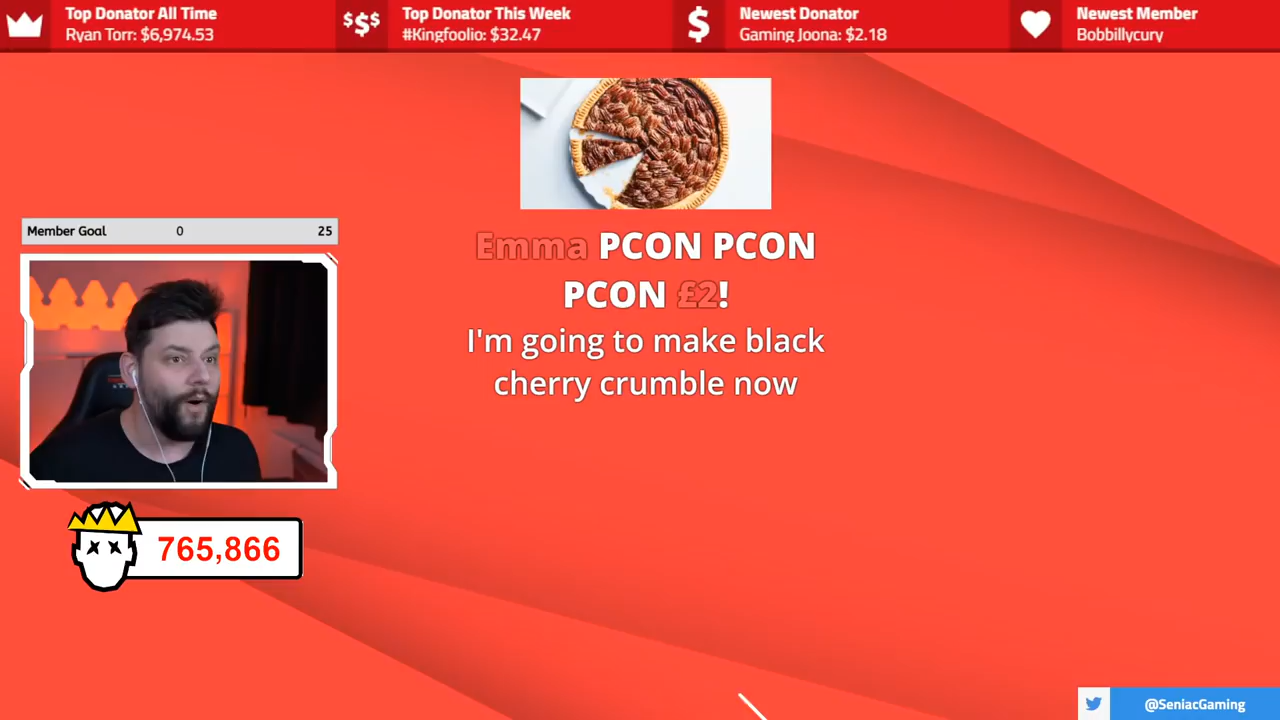 Top Donator All Time
Ryan Torr: $6,974.53
$$$
Top Donator This Week
#Kingfoolio: $32.47
$
Newest Donator
Gaming Joona: $2.18
Newest Member
Bobbillycury
Emma PCON PCON
PCON £2!
I'm going to make black
cherry crumble now
Member Goal 0 25
765,866
@SeniacGaming